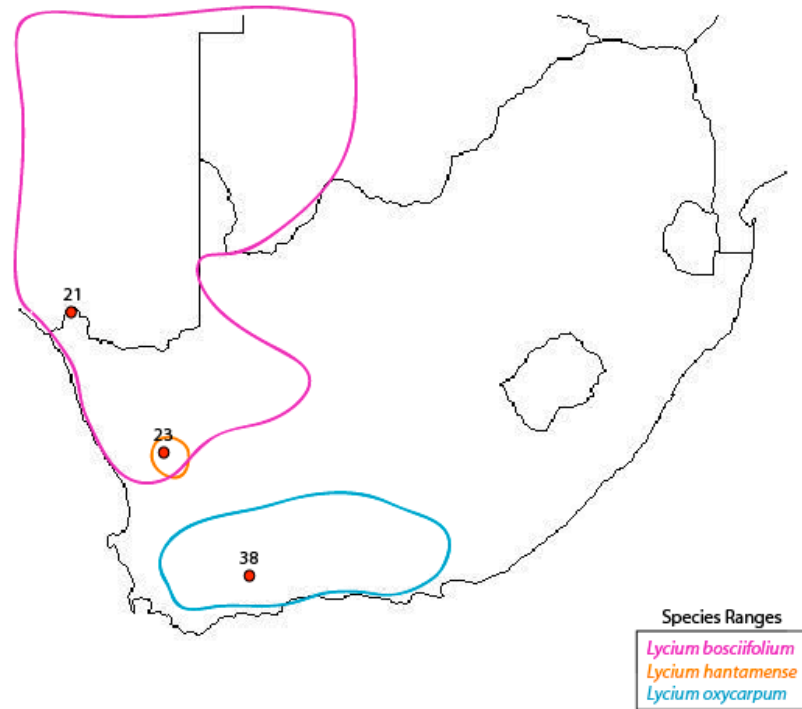 21
23
38
Species Ranges
Lycium bosciifolium
Lycium hantamense
Lycium oxycarpum